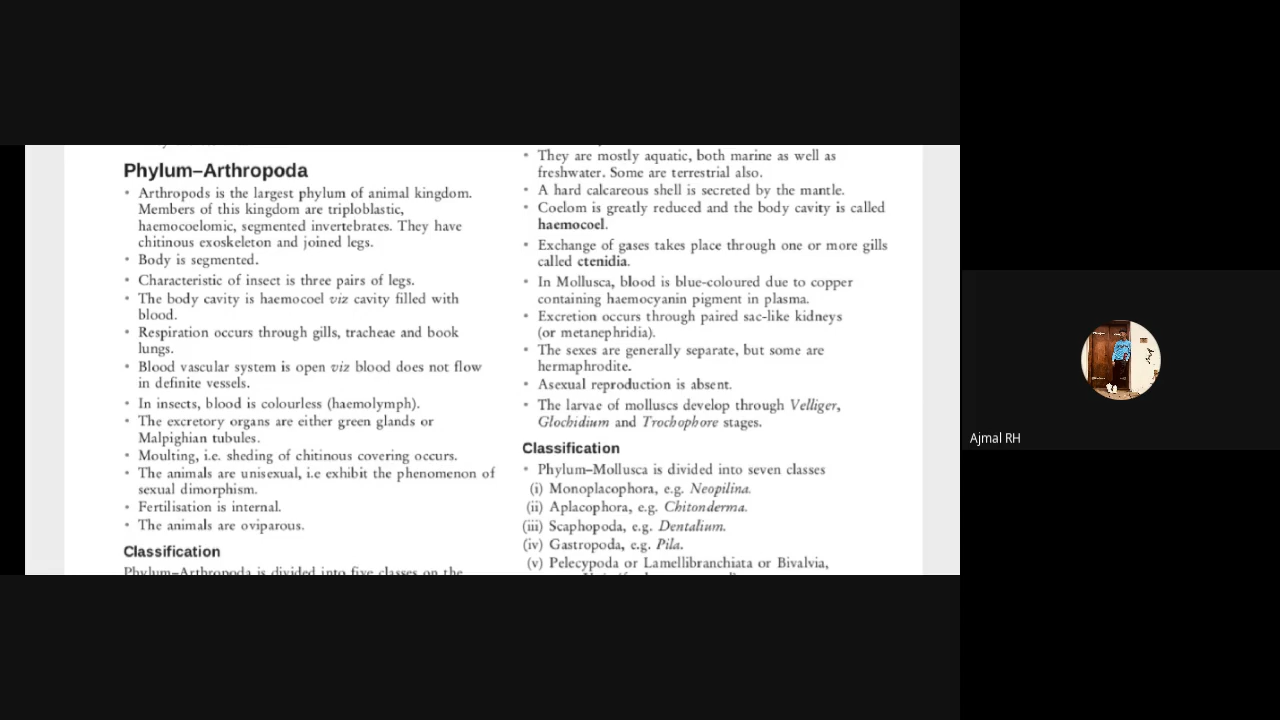 Phylum–Arthropoda
• Arthropods is the largest phylum of animal kingdom.
Members of this kingdom are triploblastic,
haemocoelomic, segmented invertebrates. They have
chitinous exoskeleton and joined legs.
• Body is segmented.
• Characteristic of insect is three pairs of legs.
• The body cavity is haemocoel viz cavity filled with
blood.
• Respiration occurs through gills, tracheae and book
lungs.
• Blood vascular system is open viz blood does not flow
in definite vessels.
• In insects, blood is colourless (haemolymph).
• The excretory organs are either green glands or
Malpighian tubules.
• Moulting, i.e. sheding of chitinous covering occurs.
• The animals are unisexual, i.e exhibit the phenomenon of
sexual dimorphism.
• Fertilisation is internal.
• The animals are oviparous.
Classification
Phylum–Arthropoda is divided into five classes on the
• They are mostly aquatic, both marine as well as
freshwater. Some are terrestrial also.
• A hard calcareous shell is secreted by the mantle.
• Coelom is greatly reduced and the body cavity is called
haemocoel.
• Exchange of gases takes place through one or more gills
called ctenidia.
• In Mollusca, blood is blue-coloured due to copper
containing haemocyanin pigment in plasma.
• Excretion occurs through paired sac-like kidneys
(or metanephridia).
• The sexes are generally separate, but some are
hermaphrodite.
• Asexual reproduction is absent.
• The larvae of molluscs develop through Velliger,
Glochidium and Trochophore stages.
Classification
• Phylum–Mollusca is divided into seven classes
(i) Monoplacophora, e.g. Neopilina.
(ii) Aplacophora, e.g. Chitonderma.
(iii) Scaphopoda, e.g. Dentalium.
(iv) Gastropoda, e.g. Pila.
(v) Pelecypoda or Lamellibranchiata or Bivalvia,
Ajmal RH